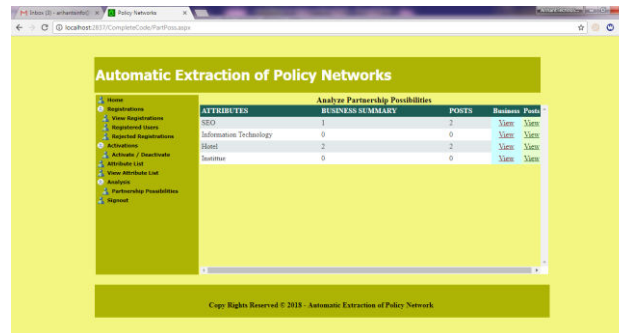 Inbox (3) - arihantinfo1
Policy Networks
localhost:2837/CompleteCode/PartPoss.aspx
Automatic Extraction of Policy Networks
Home
Registrations
View Registrations
Registered Users
Rejected Registrations
Activations
Activate / Deactivate
Attribute List
View Attribute List
Analysis
Partnership Possibilities
Signout
Analyze Partnership Possibilities
ATTRIBUTES BUSINESS SUMMARY POSTS Business Posts
SEO 1 2 View View
Information Technology 0 0 View View
Hotel 2 2 View View
Institue 0 0 View View
Copy Rights Reserved © 2018 - Automatic Extraction of Policy Network